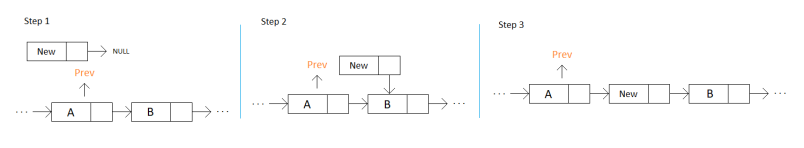 Step 1
New
NULL
Prev
... A B ...
Step 2
Prev
New
... A B ...
Step 3
Prev
... A New B ...